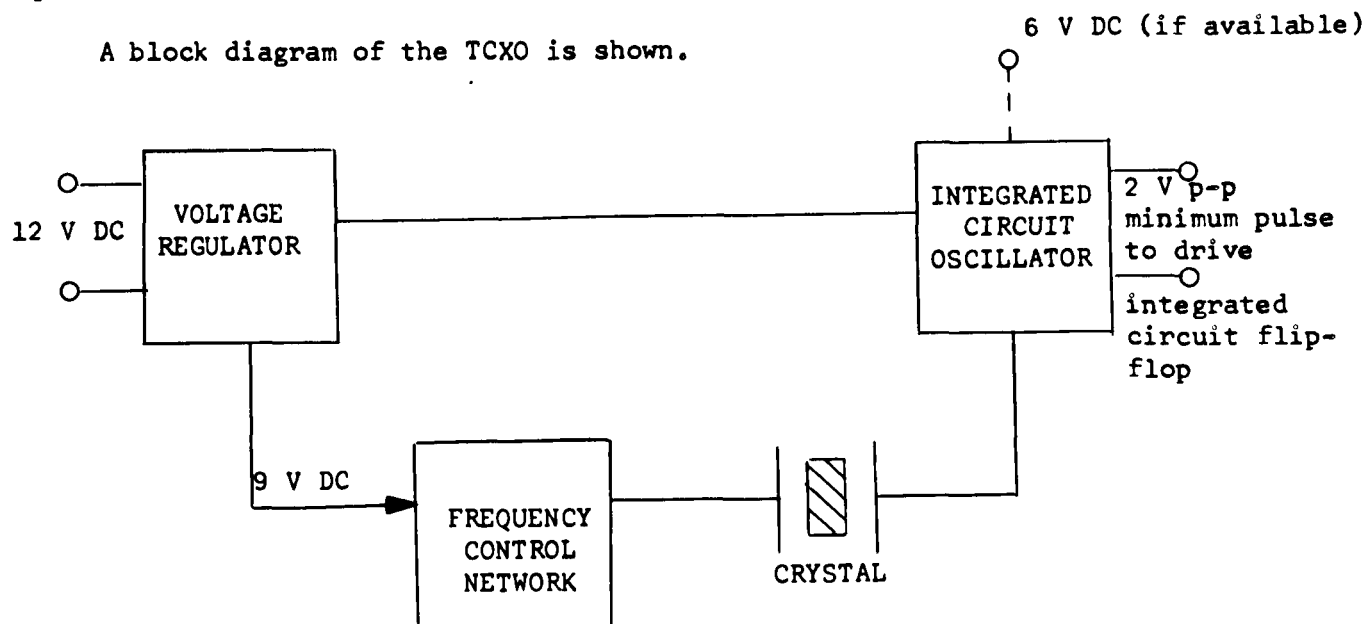 6 V DC (if available)
A block diagram of the TCXO is shown.
12 V DC
VOLTAGE
REGULATOR
INTEGRATED
CIRCUIT
OSCILLATOR
2 V p-p
minimum pulse
to drive
integrated
circuit flip-
flop
9 V DC
FREQUENCY
CONTROL
NETWORK
CRYSTAL